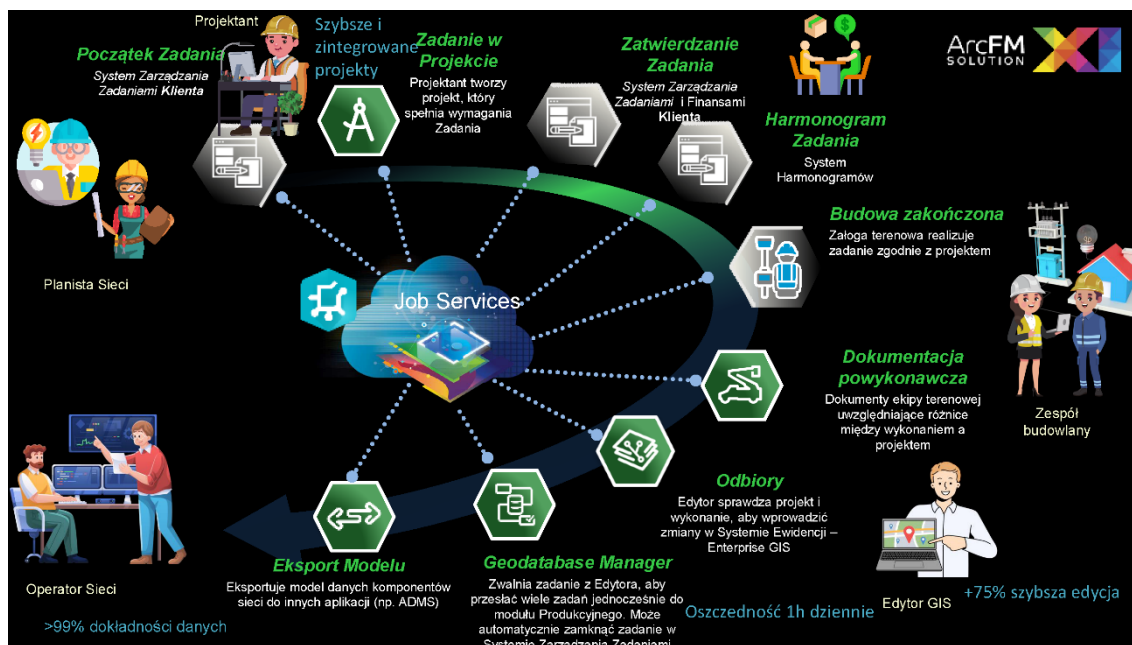 Projektant
Początek Zadania
System Zarządzania
Zadaniami Klienta
Szybsze i
zintegrowane
projekty
Zadanie w
Projekcie
Projektant tworzy
projekt, który
spełnia wymagania
Zadania
Zatwierdzanie
Zadania
System Zarządzania
Zadaniami i Finansami
Klienta
ArcFM XI
SOLUTION
Harmonogram
Zadania
System
Harmonogramów
Planista Sieci
Budowa zakończona
Załoga terenowa realizuje
zadanie zgodnie z projektem
Job Services
Dokumentacja
powykonawcza
Dokumenty ekipy terenowej
uwzględniające różnice
między wykonaniem a
projektem
Zespół
budowlany
Odbiory
Edytor sprawdza projekt i
wykonanie, aby wprowadzić
zmiany w Systemie Ewidencji –
Enterprise GIS
Edytor GIS
+75% szybsza edycja
Oszczedność 1h dziennie
Geodatabase Manager
Zwalnia zadanie z Edytora, aby
przesłać wiele zadań jednocześnie do
modułu Produkcyjnego. Może
automatycznie zamknąć zadanie w
Systemie Zarządzania Zadaniami
Eksport Modelu
Eksportuje model danych komponentów
sieci do innych aplikacji (np. ADMS)
Operator Sieci
>99% dokładności danych